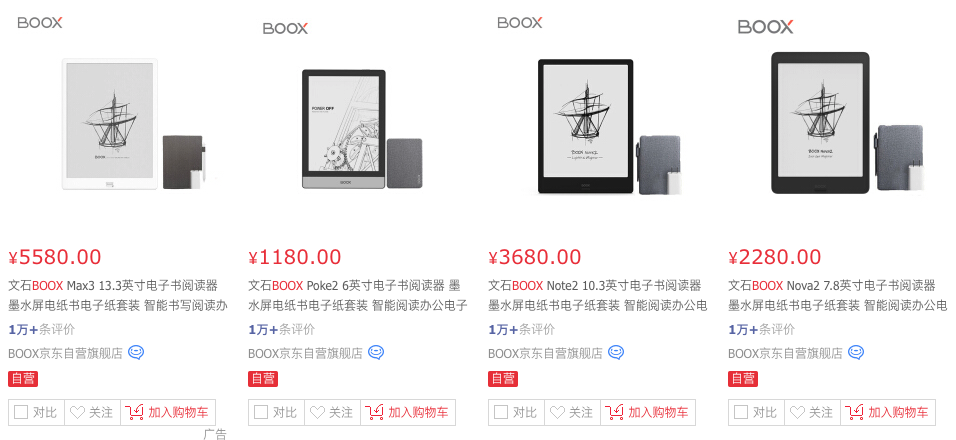 BOOX
BOOX
BOOX
BOOX
BOOX
POWER OFF
BOOX
BOOX Note2
BOOX Nova2
¥5580.00
文石BOOX Max3 13.3英寸电子书阅读器
墨水屏电纸书电子纸套装 智能书写阅读办
1万+条评价
BOOX京东自营旗舰店
自营
对比
关注
加入购物车
广告
¥1180.00
文石BOOX Poke2 6英寸电子书阅读器 墨
水屏电纸书电子纸套装 智能阅读办公电子
1万+条评价
BOOX京东自营旗舰店
自营
对比
关注
加入购物车
¥3680.00
文石BOOX Note2 10.3英寸电子书阅读器
墨水屏电纸书电子纸套装 智能阅读办公电
1万+条评价
BOOX京东自营旗舰店
自营
对比
关注
加入购物车
¥2280.00
文石BOOX Nova2 7.8英寸电子书阅读器
墨水屏电纸书电子纸套装 智能阅读办公电
1万+条评价
BOOX京东自营旗舰店
自营
对比
关注
加入购物车